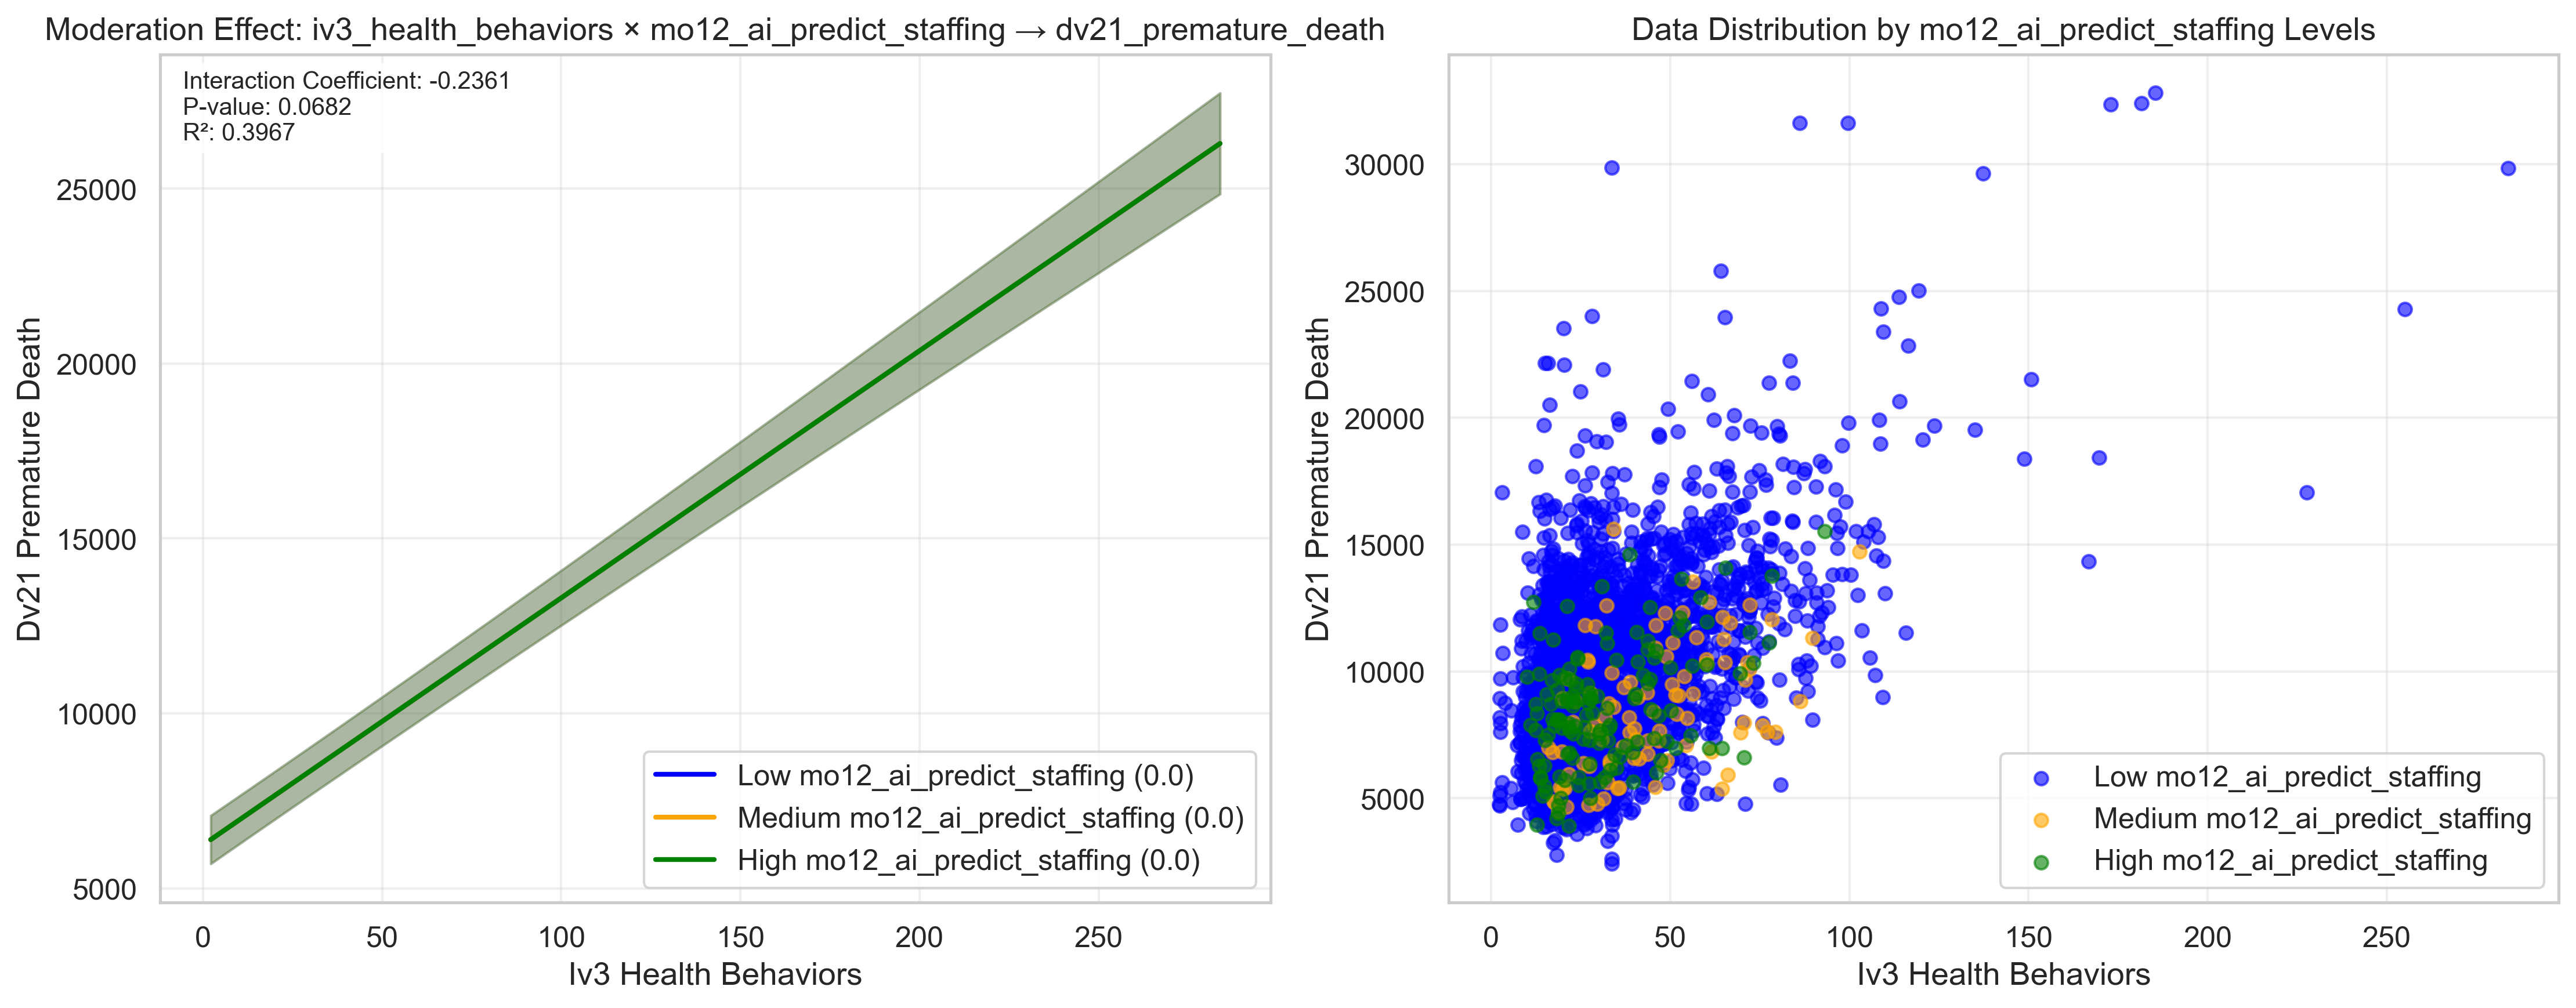 Moderation Effect: iv3_health_behaviors × mo12_ai_predict_staffing → dv21_premature_death
Interaction Coefficient: -0.2361
P-value: 0.0682
R²: 0.3967
25000
20000
15000
10000
5000
Dv21 Premature Death
Low mo12_ai_predict_staffing (0.0)
Medium mo12_ai_predict_staffing (0.0)
High mo12_ai_predict_staffing (0.0)
0 50 100 150 200 250
Iv3 Health Behaviors
Data Distribution by mo12_ai_predict_staffing Levels
30000
25000
20000
15000
10000
5000
Dv21 Premature Death
Low mo12_ai_predict_staffing
Medium mo12_ai_predict_staffing
High mo12_ai_predict_staffing
0 50 100 150 200 250
Iv3 Health Behaviors